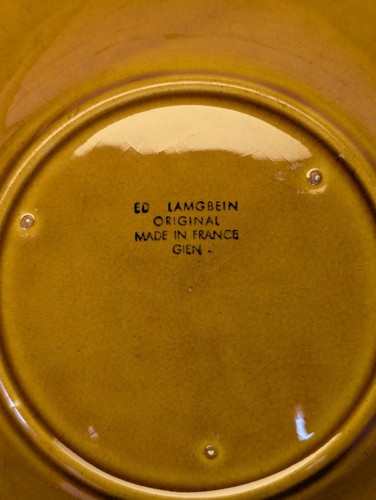 ED LAMGBEIN
ORIGINAL
MADE IN FRANCE
GIEN